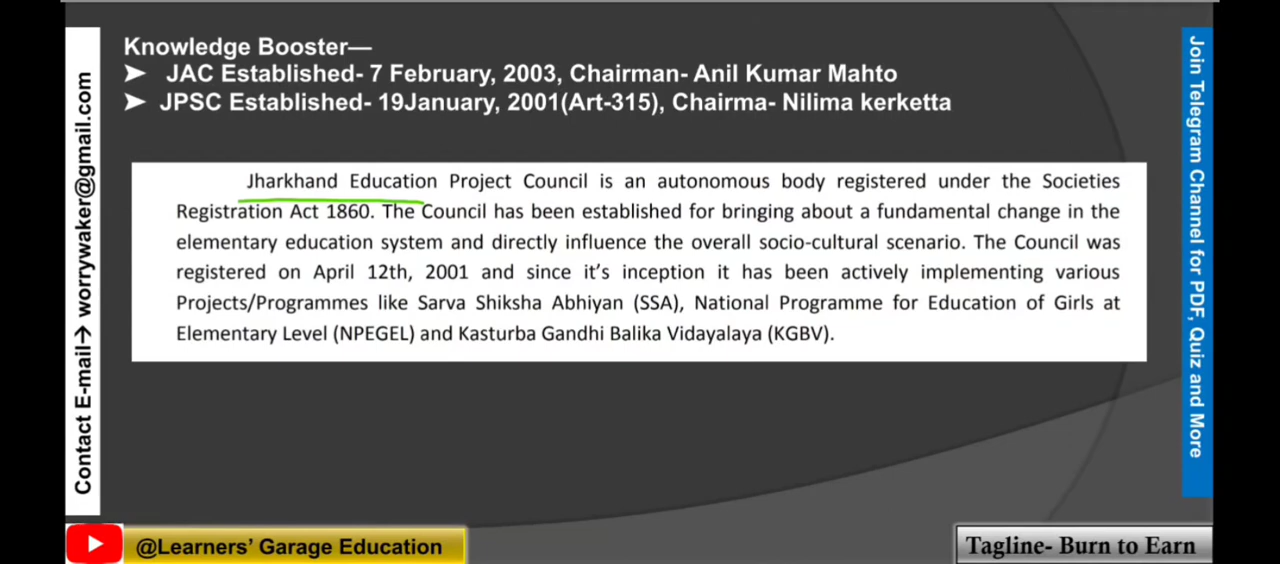 Knowledge Booster—
➤ JAC Established- 7 February, 2003, Chairman- Anil Kumar Mahto
➤ JPSC Established- 19January, 2001(Art-315), Chairma- Nilima kerketta
Jharkhand Education Project Council is an autonomous body registered under the Societies
Registration Act 1860. The Council has been established for bringing about a fundamental change in the
elementary education system and directly influence the overall socio-cultural scenario. The Council was
registered on April 12th, 2001 and since it's inception it has been actively implementing various
Projects/Programmes like Sarva Shiksha Abhiyan (SSA), National Programme for Education of Girls at
Elementary Level (NPEGEL) and Kasturba Gandhi Balika Vidayalaya (KGBV).
Contact E-mail→ worrywaker@gmail.com
Join Telegram Channel for PDF, Quiz and More
@Learners' Garage Education
Tagline- Burn to Earn